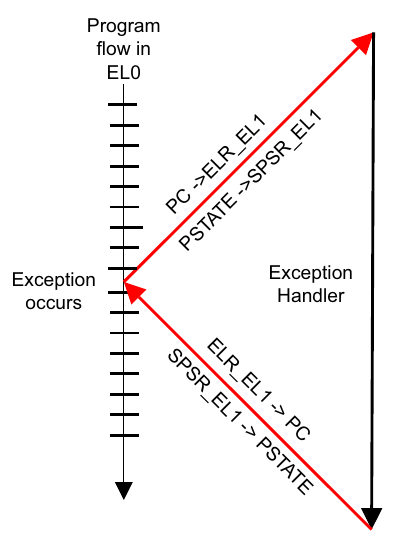 Program
flow in
EL0
PC ->ELR_EL1
PSTATE ->SPSR_EL1
Exception
occurs
Exception
Handler
ELR_EL1 -> PC
SPSR_EL1 -> PSTATE